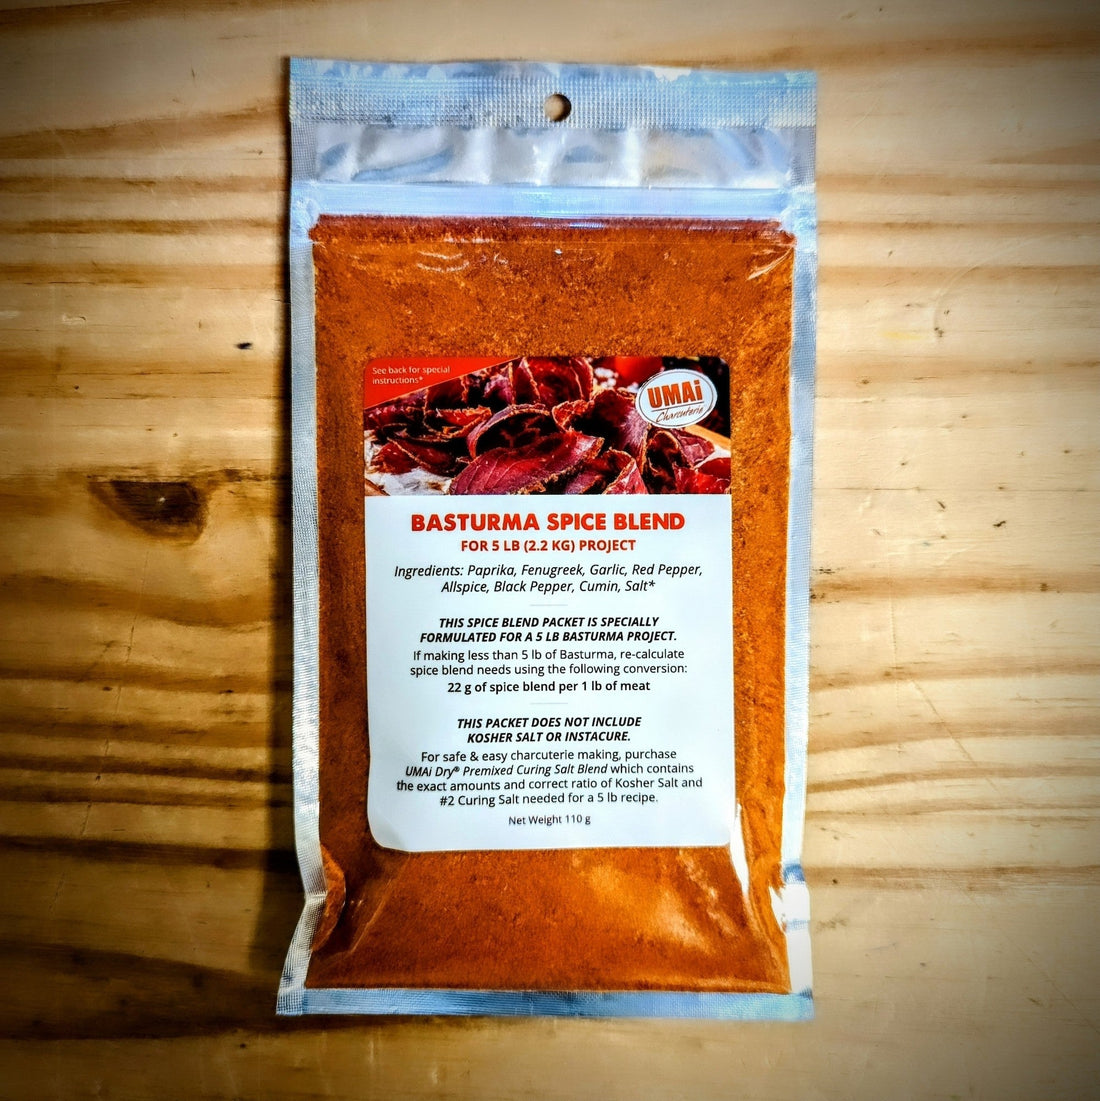 See back for special
instructions*
UMAi
Charcuterie
BASTURMA SPICE BLEND
FOR 5 LB (2.2 KG) PROJECT
Ingredients: Paprika, Fenugreek, Garlic, Red Pepper,
Allspice, Black Pepper, Cumin, Salt*
THIS SPICE BLEND PACKET IS SPECIALLY
FORMULATED FOR A 5 LB BASTURMA PROJECT.
If making less than 5 lb of Basturma, re-calculate
spice blend needs using the following conversion:
22 g of spice blend per 1 lb of meat
THIS PACKET DOES NOT INCLUDE
KOSHER SALT OR INSTACURE.
For safe & easy charcuterie making, purchase
UMAi Dry® Premixed Curing Salt Blend which contains
the exact amounts and correct ratio of Kosher Salt and
#2 Curing Salt needed for a 5 lb recipe.
Net Weight 110 g